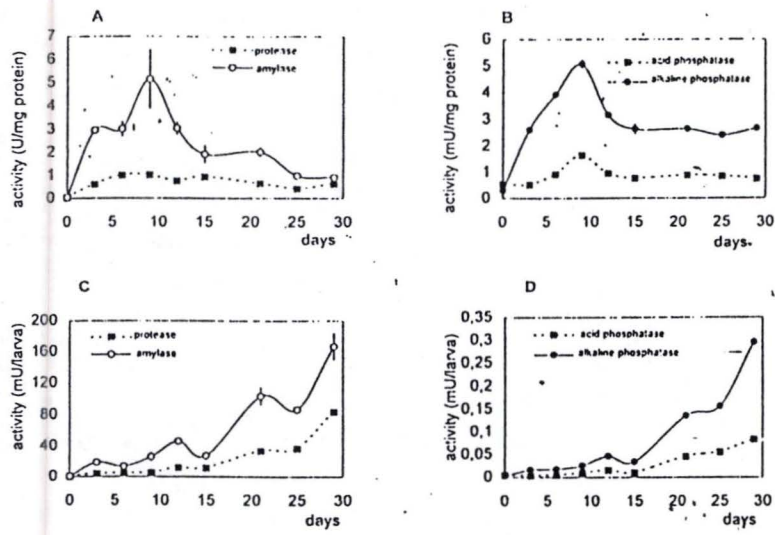 A
activity (U/mg protein)
7
6
5
4
3
2
1
0
protease
amylase
0 5 10 15 20 25 30
days
B
activity (mU/mg protein)
6
5
4
3
2
1
0
acid phosphatase
alkaline phosphatase
0 5 10 15 20 25 30
days
C
activity (mU/larva)
200
160
120
80
40
0
protease
amylase
0 5 10 15 20 25 30
days
D
activity (mU/larva)
0,35
0,3
0,25
0,2
0,15
0,1
0,05
0
acid phosphatase
alkaline phosphatase
0 5 10 15 20 25 30
days